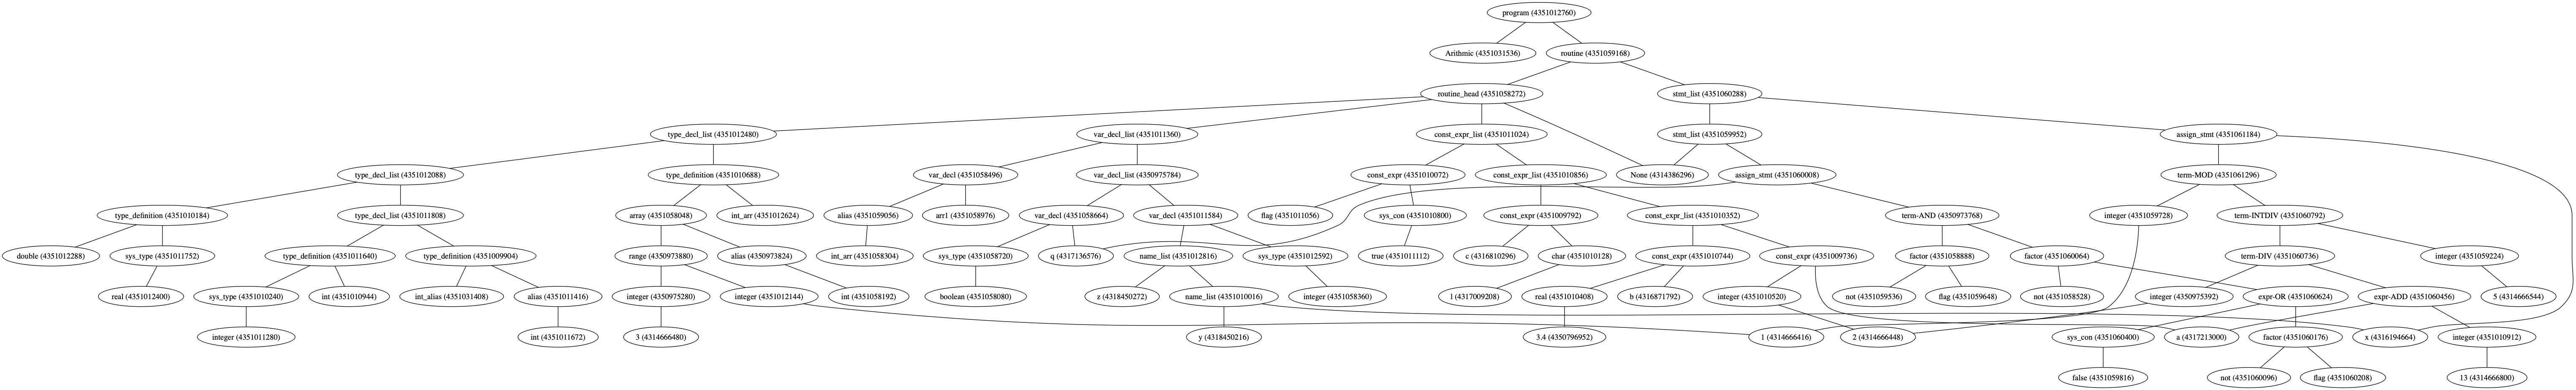 program (4351012760)
Arithmic (4351031536)
routine (4351059168)
routine_head (4351058272)
stmt_list (4351060288)
type_decl_list (4351012480)
var_decl_list (4351011360)
const_expr_list (4351011024)
stmt_list (4351059952)
assign_stmt (4351061184)
type_decl_list (4351012088)
type_definition (4351010688)
var_decl (4351058496)
var_decl_list (4350975784)
const_expr (4351010072)
const_expr_list (4351010856)
None (4314386296)
assign_stmt (4351060008)
term-MOD (4351061296)
type_definition (4351010184)
type_decl_list (4351011808)
array (4351058048)
int_arr (4351012624)
alias (4351059056)
arr1 (4351058976)
var_decl (4351058664)
var_decl (4351011584)
flag (4351011056)
sys_con (4351010800)
const_expr (4351009792)
const_expr_list (4351010352)
term-AND (4350973768)
integer (4351059728)
term-INTDIV (4351060792)
double (4351012288)
sys_type (4351011752)
type_definition (4351011640)
type_definition (4351009904)
range (4350973880)
alias (4350973824)
int_arr (4351058304)
sys_type (4351058720)
q (4317136576)
name_list (4351012816)
sys_type (4351012592)
true (4351011112)
c (4316810296)
char (4351010128)
const_expr (4351010744)
const_expr (4351009736)
factor (4351058888)
factor (4351060064)
term-DIV (4351060736)
integer (4351059224)
real (4351012400)
sys_type (4351010240)
int (4351010944)
int_alias (4351031408)
alias (4351011416)
integer (4350975280)
integer (4351012144)
int (4351058192)
boolean (4351058080)
z (4318450272)
name_list (4351010016)
integer (4351058360)
l (4317009208)
real (4351010408)
b (4316871792)
integer (4351010520)
not (4351059536)
flag (4351059648)
not (4351058528)
integer (4350975392)
expr-OR (4351060624)
expr-ADD (4351060456)
5 (4314666544)
integer (4351011280)
int (4351011672)
3 (4314666480)
y (4318450216)
3.4 (4350796952)
1 (4314666416)
2 (4314666448)
sys_con (4351060400)
a (4317213000)
factor (4351060176)
x (4316194664)
integer (4351010912)
false (4351059816)
not (4351060096)
flag (4351060208)
13 (4314666800)